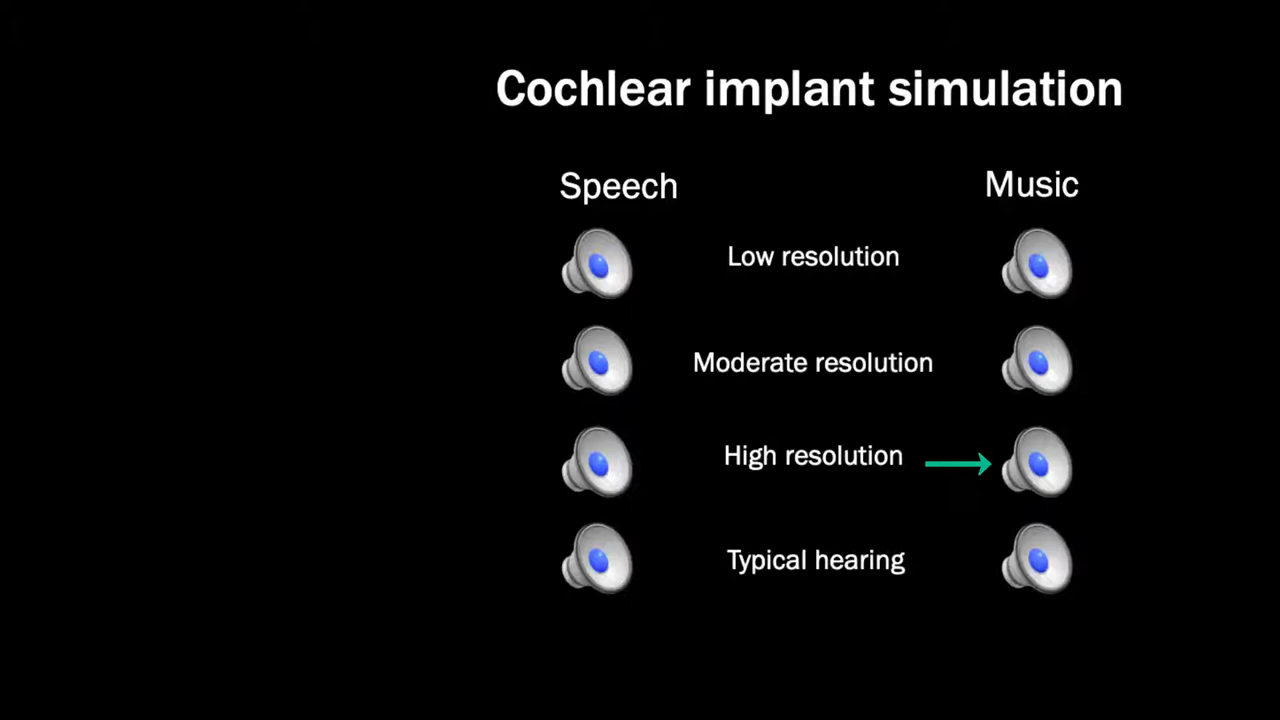 Cochlear implant simulation
Speech
Music
Low resolution
Moderate resolution
High resolution
Typical hearing